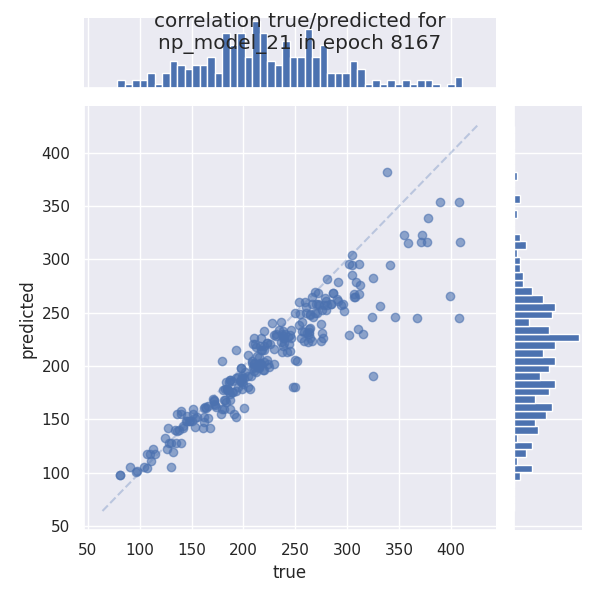 correlation true/predicted for
np_model_21 in epoch 8167
400
350
300
250
200
150
100
50
predicted
50 100 150 200 250 300 350 400
true